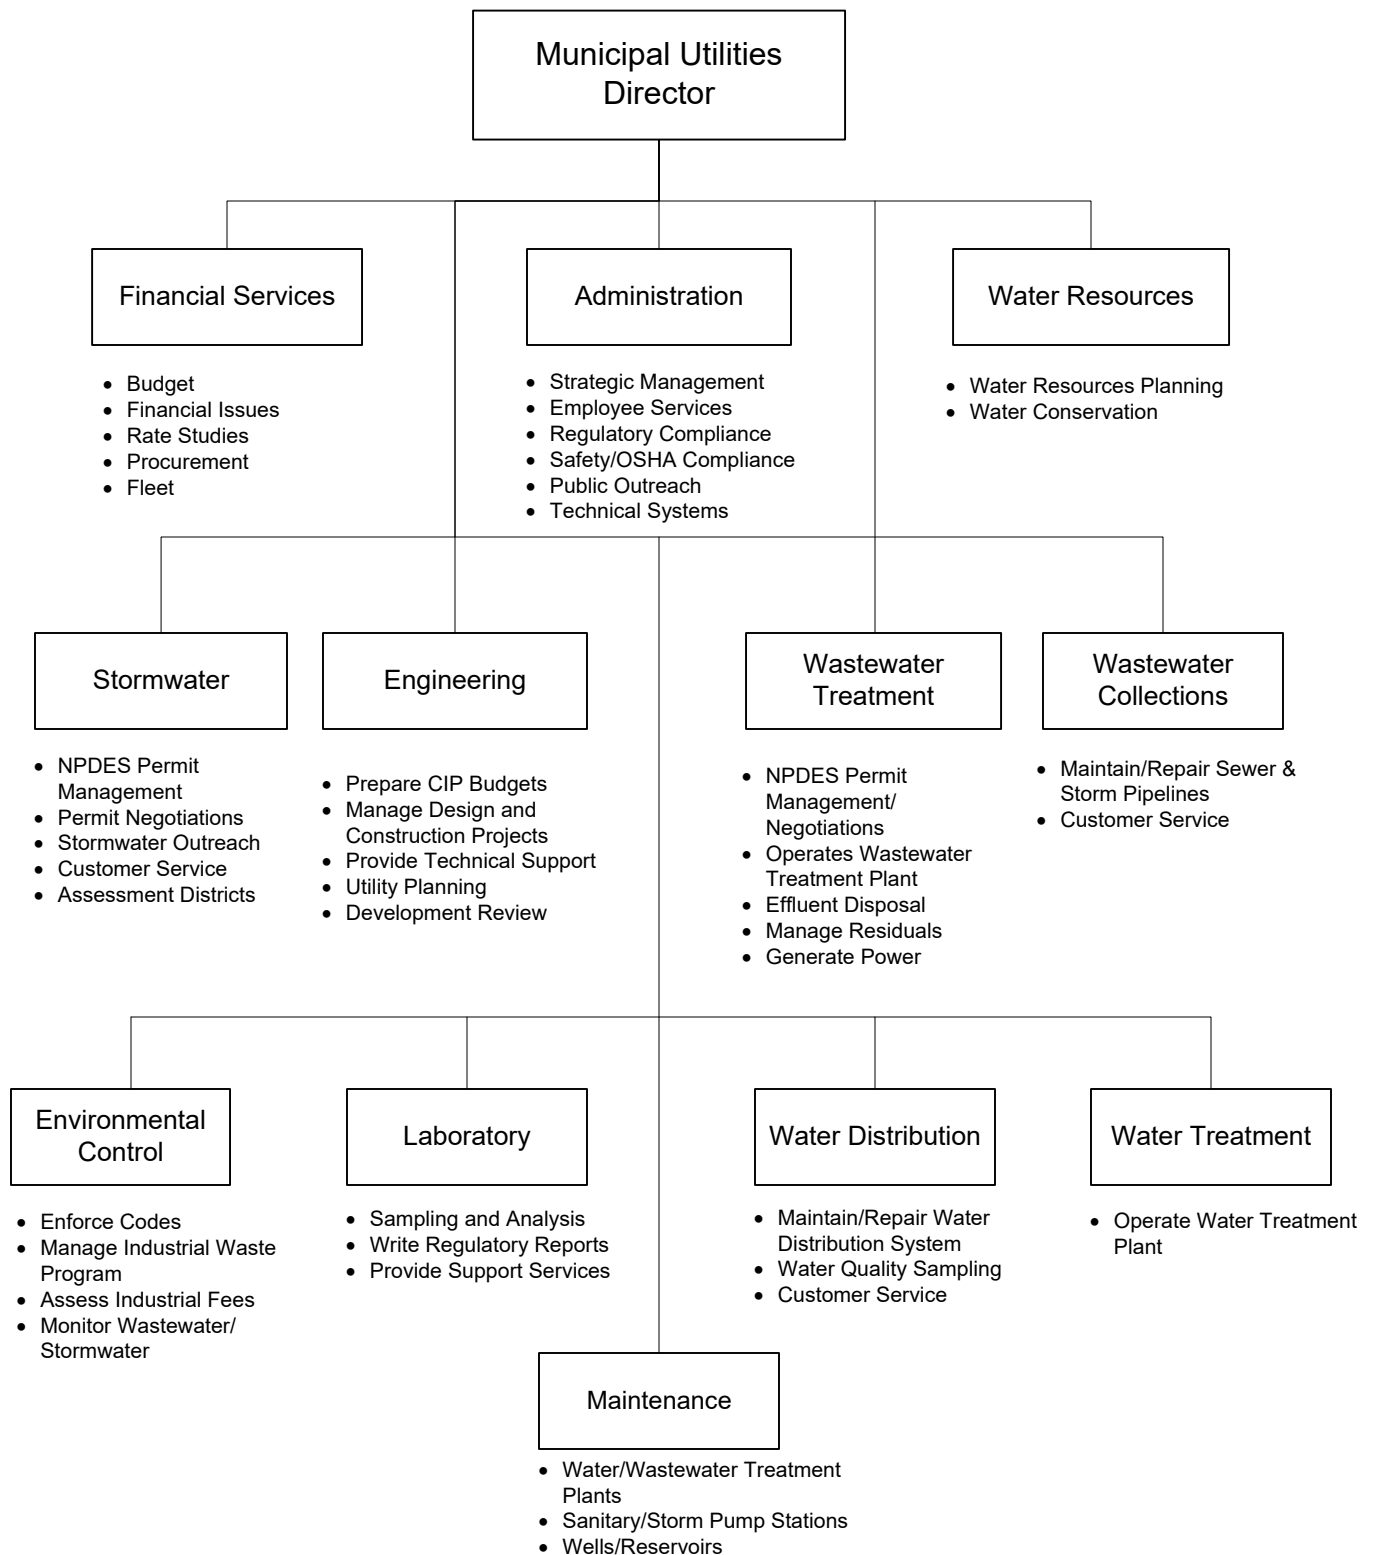 Municipal Utilities
Director
Financial Services
• Budget
• Financial Issues
• Rate Studies
• Procurement
• Fleet
Administration
• Strategic Management
• Employee Services
• Regulatory Compliance
• Safety/OSHA Compliance
• Public Outreach
• Technical Systems
Water Resources
• Water Resources Planning
• Water Conservation
Stormwater
• NPDES Permit
Management
• Permit Negotiations
• Stormwater Outreach
• Customer Service
• Assessment Districts
Engineering
• Prepare CIP Budgets
• Manage Design and
Construction Projects
• Provide Technical Support
• Utility Planning
• Development Review
Wastewater
Treatment
• NPDES Permit
Management/
Negotiations
• Operates Wastewater
Treatment Plant
• Effluent Disposal
• Manage Residuals
• Generate Power
Wastewater
Collections
• Maintain/Repair Sewer &
Storm Pipelines
• Customer Service
Environmental
Control
• Enforce Codes
• Manage Industrial Waste
Program
• Assess Industrial Fees
• Monitor Wastewater/
Stormwater
Laboratory
• Sampling and Analysis
• Write Regulatory Reports
• Provide Support Services
Water Distribution
• Maintain/Repair Water
Distribution System
• Water Quality Sampling
• Customer Service
Water Treatment
• Operate Water Treatment
Plant
Maintenance
• Water/Wastewater Treatment
Plants
• Sanitary/Storm Pump Stations
• Wells/Reservoirs